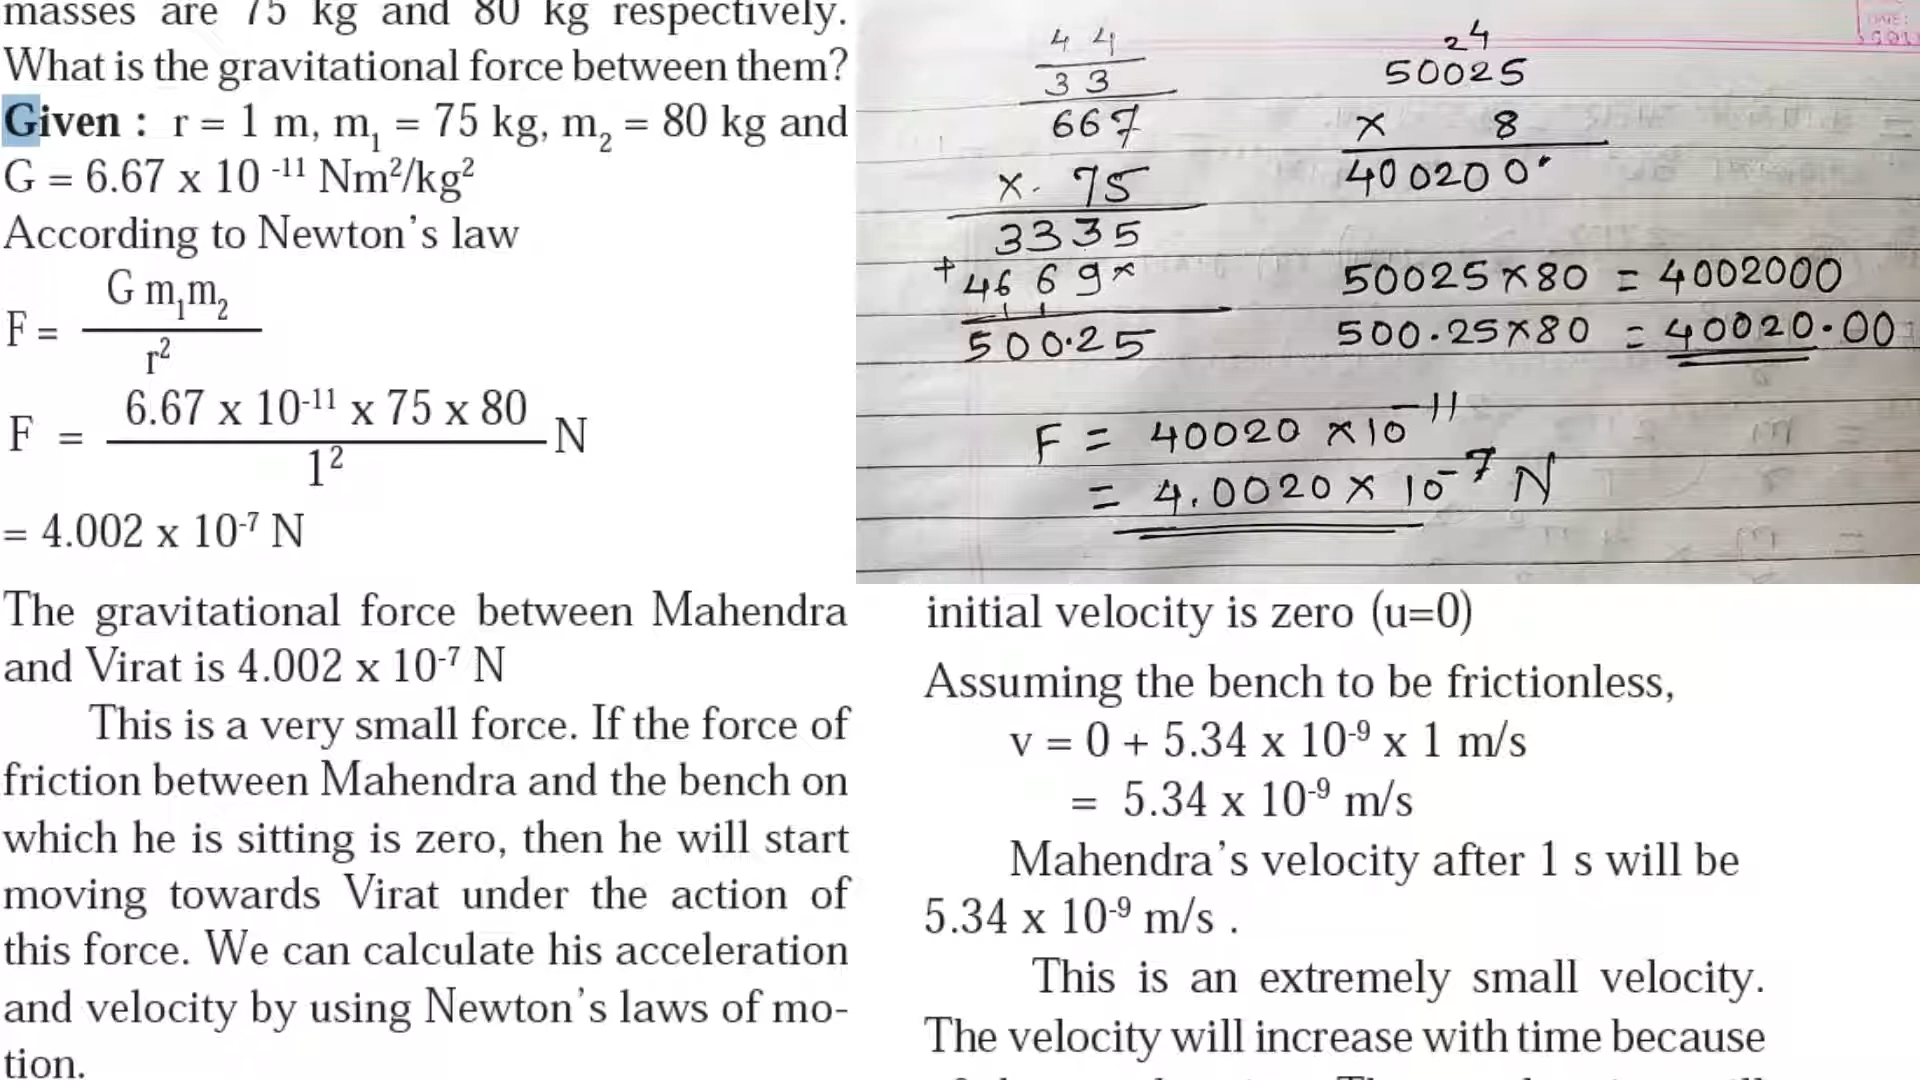 masses are 75 kg and 80 kg respectively.
What is the gravitational force between them?
Given : r = 1 m, m₁ = 75 kg, m₂ = 80 kg and
G = 6.67 x 10 ⁻¹¹ Nm²/kg²
According to Newton's law
G m₁m₂
F =
r²
6.67 x 10⁻¹¹ x 75 x 80
F = N
1²
= 4.002 x 10⁻⁷ N
The gravitational force between Mahendra
and Virat is 4.002 x 10⁻⁷ N
This is a very small force. If the force of
friction between Mahendra and the bench on
which he is sitting is zero, then he will start
moving towards Virat under the action of
this force. We can calculate his acceleration
and velocity by using Newton's laws of mo-
tion.
4 4
3 3
667
x. 75
3335
+ 4669x
1 1
500.25
24
50025
x 8
400200
50025 x 80 = 4002000
500.25 x 80 = 40020.00
F = 40020 x 10⁻¹¹
= 4.0020 x 10⁻⁷ N
initial velocity is zero (u=0)
Assuming the bench to be frictionless,
v = 0 + 5.34 x 10⁻⁹ x 1 m/s
= 5.34 x 10⁻⁹ m/s
Mahendra's velocity after 1 s will be
5.34 x 10⁻⁹ m/s .
This is an extremely small velocity.
The velocity will increase with time because